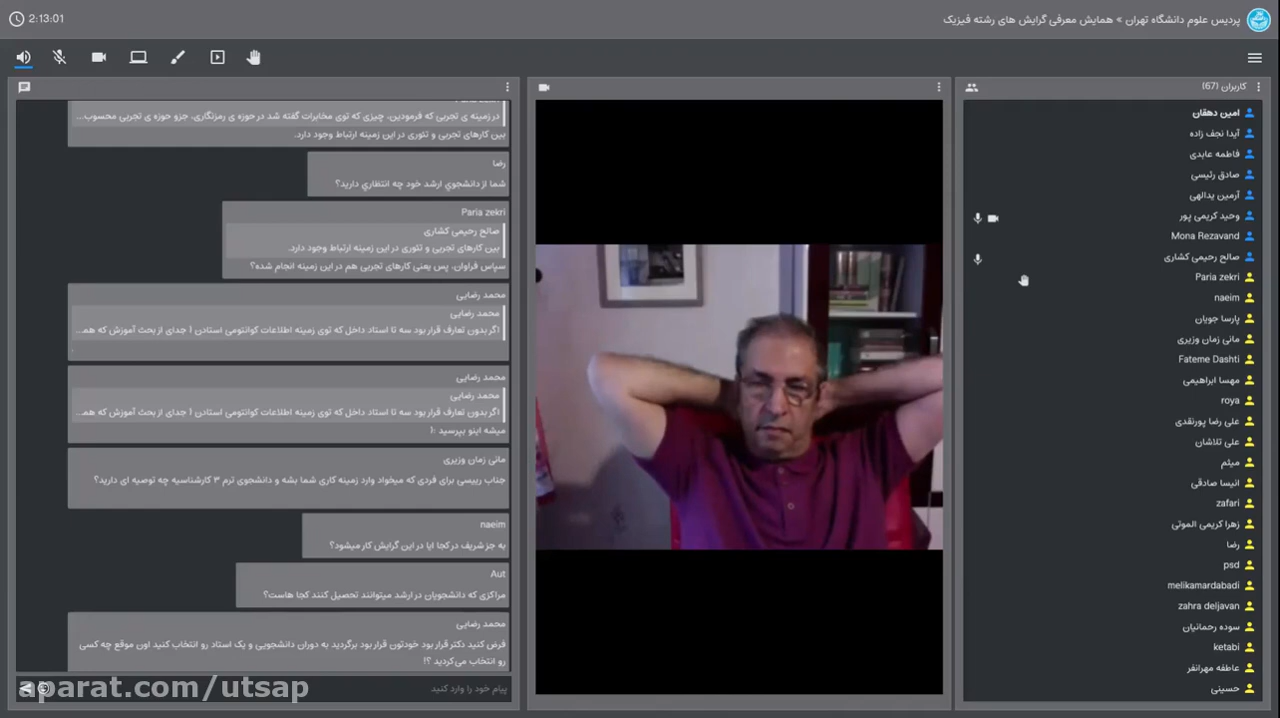 2:13:01
پردیس علوم دانشگاه تهران » همایش معرفی گرایش های رشته فیزیک
در زمینه ی تجربی که فرمودین، چیزی که توی مخابرات گفته شد در حوزه ی رمزنگاری، جزو حوزه ی تجربی محسوب...
بین کارهای تجربی و تئوری در این زمینه ارتباط وجود دارد.
رضا
شما از دانشجوي ارشد خود چه انتظاري داريد؟
Paria zekri
صالح رحیمی کشاری
بین کارهای تجربی و تئوری در این زمینه ارتباط وجود دارد.
سپاس فراوان، پس یعنی کارهای تجربی هم در این زمینه انجام شده؟
محمد رضایی
محمد رضایی
اگر بدون تعارف قرار بود سه تا استاد داخل که توی زمینه اطلاعات کوانتومی استادن ( جدای از بحث آموزش که هم...
.
محمد رضایی
محمد رضایی
اگر بدون تعارف قرار بود سه تا استاد داخل که توی زمینه اطلاعات کوانتومی استادن ( جدای از بحث آموزش که هم...
میشه اینو بپرسید :(
مانی زمان وزیری
جناب رییسی برای فردی که میخواد وارد زمینه کاری شما بشه و دانشجوی ترم ۳ کارشناسیه چه توصیه ای دارید؟
naeim
به جز شریف در کجا ایا در این گرایش کار میشود؟
Aut
مراکزی که دانشجویان در ارشد میتوانند تحصیل کنند کجا هاست؟
محمد رضایی
فرض کنید دکتر قرار بود خودتون قرار بود برگردید به دوران دانشجویی و یک استاد رو انتخاب کنید اون موقع چه کسی
رو انتخاب می‌کردید ؟!
پیام خود را وارد کنید.
aparat.com/utsap
کاربران (67)
امین دهقان
آیدا نجف زاده
فاطمه عابدی
صادق رئیسی
آرمین یدالهی
وحید کریمی پور
Mona Rezavand
صالح رحیمی کشاری
Paria zekri
naeim
پارسا جویان
مانی زمان وزیری
Fateme Dashti
مهسا ابراهیمی
roya
علی رضا پورنقدی
علی تلاشان
میثم
انیسا صادقی
zafari
زهرا کریمی الموتی
رضا
psd
melikamardabadi
zahra deljavan
سوده رحمانیان
ketabi
عاطفه مهرانفر
حسینی